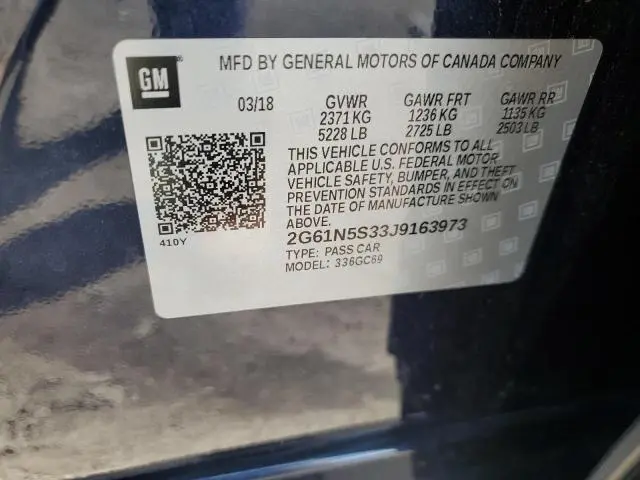 GM
MFD BY GENERAL MOTORS OF CANADA COMPANY
03/18 GVWR GAWR FRT GAWR RR
2371 KG 1236 KG 1135 KG
5228 LB 2725 LB 2503 LB
THIS VEHICLE CONFORMS TO ALL
APPLICABLE U.S. FEDERAL MOTOR
VEHICLE SAFETY, BUMPER, AND THEFT
PREVENTION STANDARDS IN EFFECT ON
THE DATE OF MANUFACTURE SHOWN
ABOVE.
410Y
2G61N5S33J9163973
TYPE: PASS CAR
MODEL: 336GC69